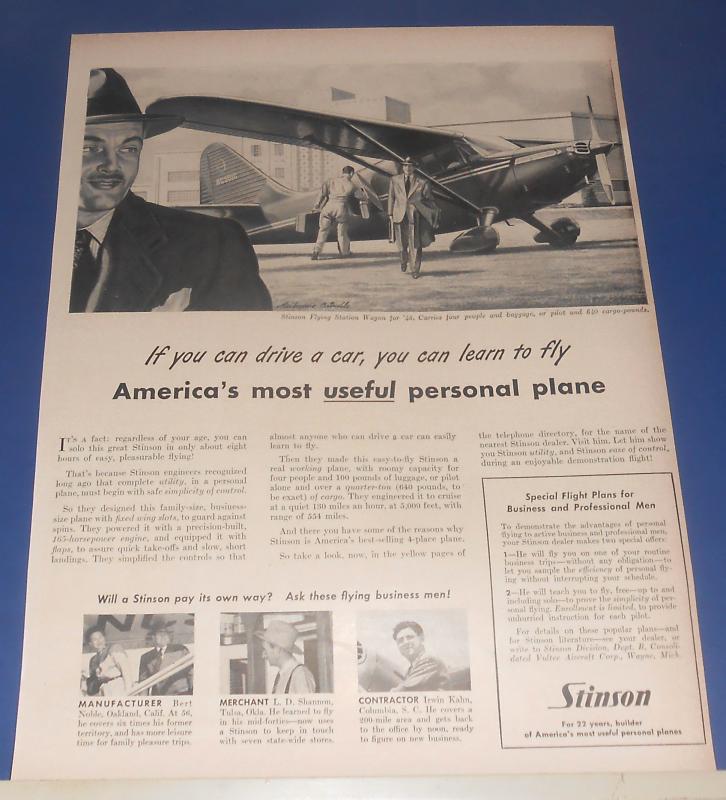 Stinson Flying Station Wagon for '48. Carries four people and baggage, or pilot and 640 cargo-pounds.
If you can drive a car, you can learn to fly
America's most useful personal plane
It's a fact: regardless of your age, you can
solo this great Stinson in only about eight
hours of easy, pleasurable flying!
That's because Stinson engineers recognized
long ago that complete utility, in a personal
plane, must begin with safe simplicity of control.
So they designed this family-size, business-
size plane with fixed wing slots, to guard against
spins. They powered it with a precision-built,
165-horsepower engine, and equipped it with
flaps, to assure quick take-offs and slow, short
landings. They simplified the controls so that
almost anyone who can drive a car can easily
learn to fly.
Then they made this easy-to-fly Stinson a
real working plane, with roomy capacity for
four people and 100 pounds of luggage, or pilot
alone and over a quarter-ton (640 pounds, to
be exact) of cargo. They engineered it to cruise
at a quiet 130 miles an hour, at 5,000 feet, with
range of 554 miles.
And there you have some of the reasons why
Stinson is America's best-selling 4-place plane.
So take a look, now, in the yellow pages of
the telephone directory, for the name of the
nearest Stinson dealer. Visit him. Let him show
you Stinson utility, and Stinson ease of control,
during an enjoyable demonstration flight!
Special Flight Plans for
Business and Professional Men
To demonstrate the advantages of personal
flying to active business and professional men,
your Stinson dealer makes two special offers:
1—He will fly you on one of your routine
business trips—without any obligation—to
let you sample the efficiency of personal fly-
ing without interrupting your schedule.
2—He will teach you to fly, free—up to and
including solo—to prove the simplicity of per-
sonal flying. Enrollment is limited, to provide
unhurried instruction for each pilot.
For details on these popular plans—and
for Stinson literature—see your dealer, or
write to Stinson Division, Dept. B, Consoli-
dated Vultee Aircraft Corp., Wayne, Mich.
Stinson
For 22 years, builder
of America's most useful personal planes
Will a Stinson pay its own way? Ask these flying business men!
MANUFACTURER Bert
Noble, Oakland, Calif. At 56,
he covers six times his former
territory, and has more leisure
time for family pleasure trips.
MERCHANT L. D. Shannon,
Tulsa, Okla. He learned to fly
in his mid-forties—now uses
a Stinson to keep in touch
with seven state-wide stores.
CONTRACTOR Irwin Kahn,
Columbia, S. C. He covers a
200-mile area and gets back
to the office by noon, ready
to figure on new business.